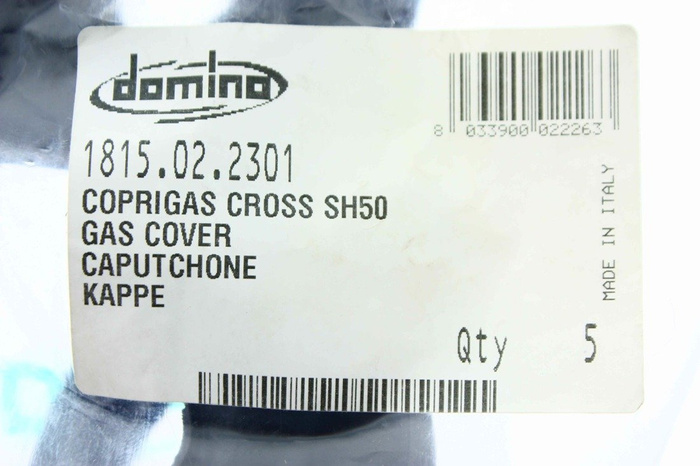 domino
8 033900 022263
1815.02.2301
COPRIGAS CROSS SH50
GAS COVER
CAPUTCHONE
KAPPE
MADE IN ITALY
Qty 5